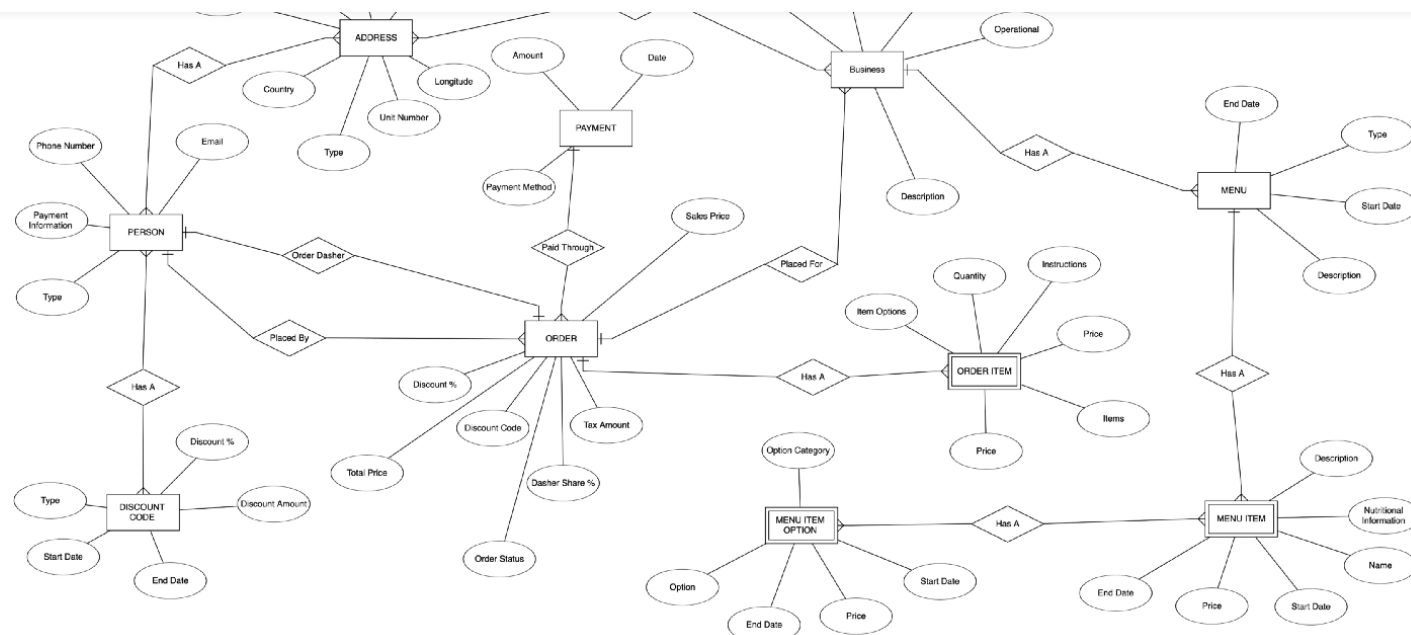 Operational
ADDRESS
Has A
Business
Amount
Date
Longitude
Country
Unit Number
End Date
PAYMENT
Type
Phone Number
Email
Type
Has A
Payment Method
MENU
Description
Start Date
Payment
Information
PERSON
Sales Price
Order Dasher
Paid Through
Placed For
Quantity
Instructions
Description
Type
Item Options
Placed By
ORDER
Price
Has A
ORDER ITEM
Has A
Has A
Discount %
Items
Discount Code
Tax Amount
Discount %
Option Category
Price
Description
Total Price
Dasher Share %
Type
DISCOUNT
CODE
Discount Amount
MENU ITEM
OPTION
Has A
MENU ITEM
Nutritional
Information
Start Date
End Date
Order Status
Option
Start Date
Name
End Date
Price
End Date
Price
Start Date